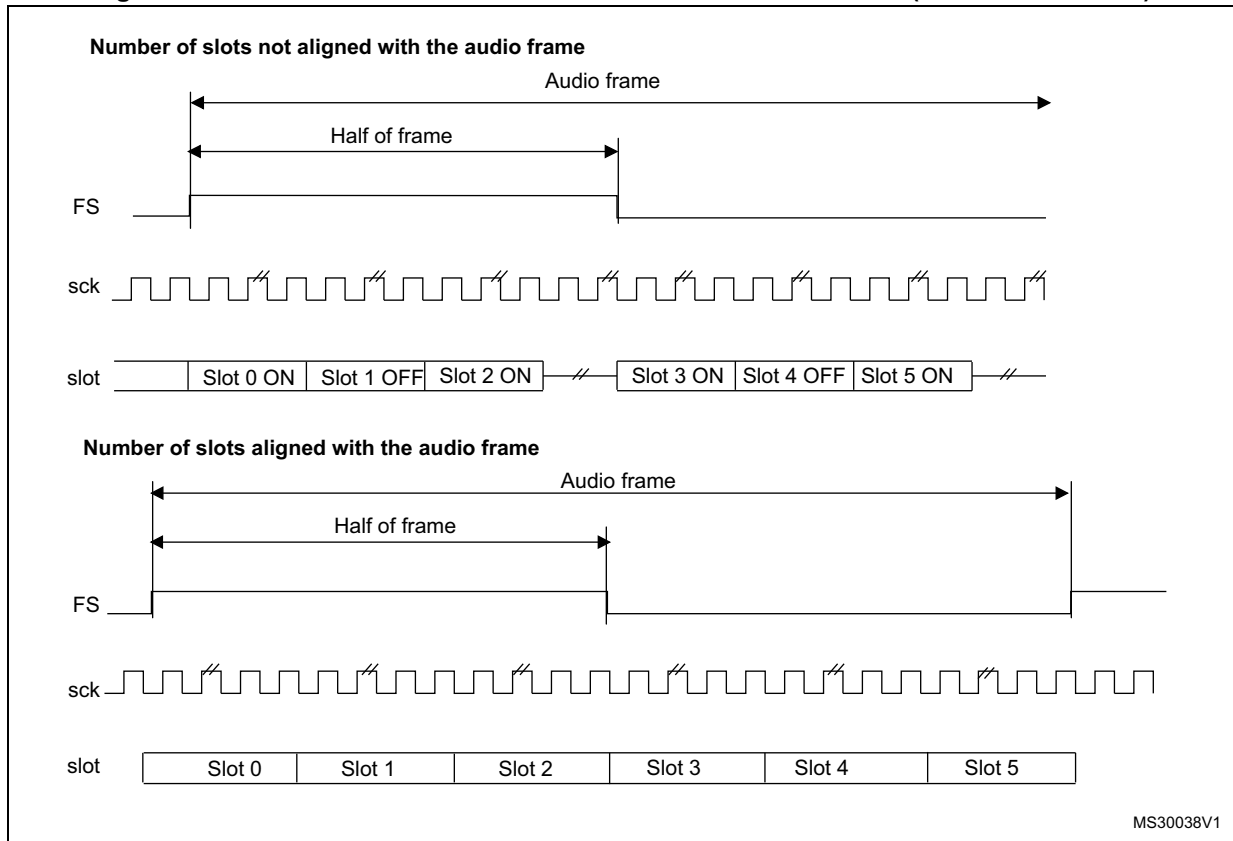 Number of slots not aligned with the audio frame
Audio frame
Half of frame
FS
sck
slot Slot 0 ON Slot 1 OFF Slot 2 ON Slot 3 ON Slot 4 OFF Slot 5 ON
Number of slots aligned with the audio frame
Audio frame
Half of frame
FS
sck
slot Slot 0 Slot 1 Slot 2 Slot 3 Slot 4 Slot 5
MS30038V1